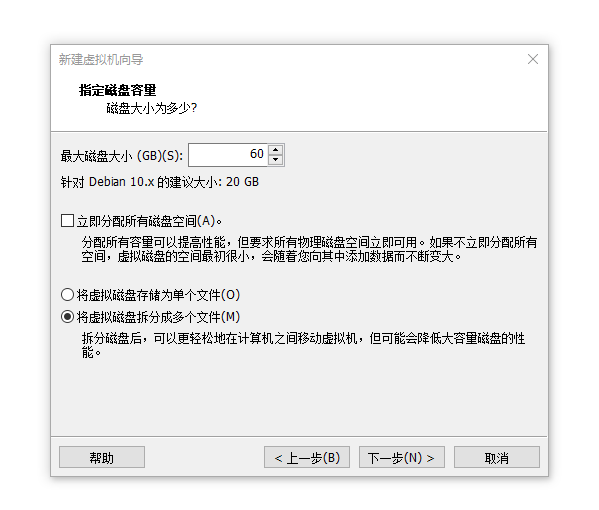 新建虚拟机向导
指定磁盘容量
磁盘大小为多少?
最大磁盘大小 (GB)(S): 60
针对 Debian 10.x 的建议大小: 20 GB
立即分配所有磁盘空间(A)。
分配所有容量可以提高性能，但要求所有物理磁盘空间立即可用。如果不立即分配所有
空间，虚拟磁盘的空间最初很小，会随着您向其中添加数据而不断变大。
将虚拟磁盘存储为单个文件(O)
将虚拟磁盘拆分成多个文件(M)
拆分磁盘后，可以更轻松地在计算机之间移动虚拟机，但可能会降低大容量磁盘的性
能。
帮助 < 上一步(B) 下一步(N) > 取消